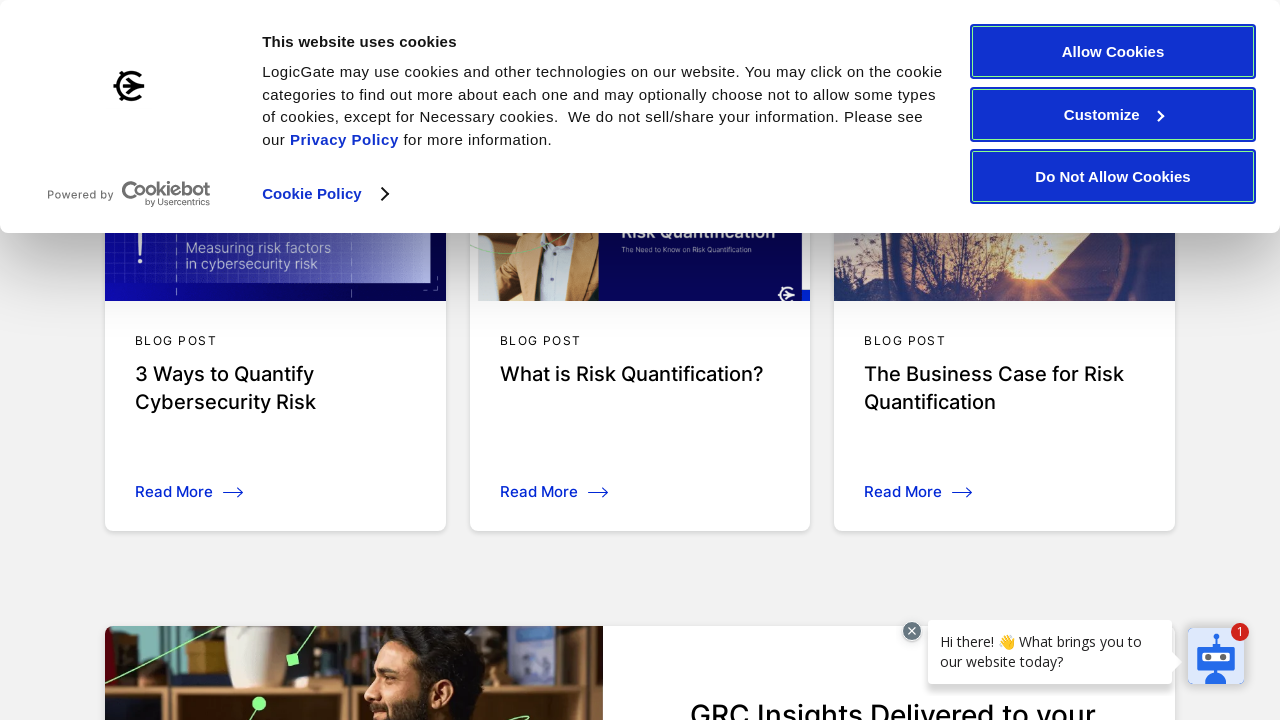 This website uses cookies
LogicGate may use cookies and other technologies on our website. You may click on the cookie
categories to find out more about each one and may optionally choose not to allow some types
of cookies, except for Necessary cookies.  We do not sell/share your information. Please see
our Privacy Policy for more information.
Cookie Policy
Powered by Cookiebot
by Usercentrics
Allow Cookies
Customize
Do Not Allow Cookies
Measuring risk factors
in cybersecurity risk
Risk Quantification
The Need to Know on Risk Quantification
BLOG POST
3 Ways to Quantify
Cybersecurity Risk
Read More
BLOG POST
What is Risk Quantification?
Read More
BLOG POST
The Business Case for Risk
Quantification
Read More
Hi there! 👋 What brings you to
our website today?
1
GRC Insights Delivered to your